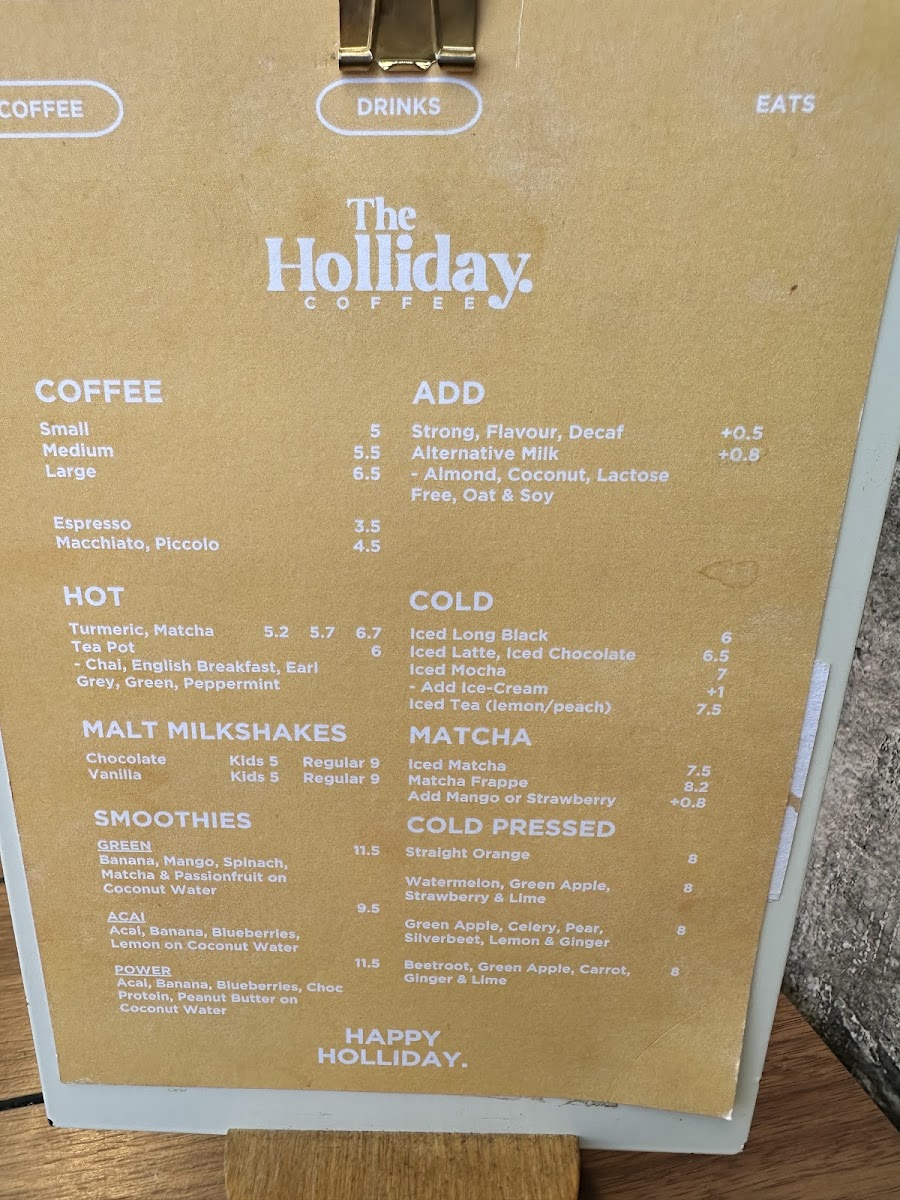 COFFEE
DRINKS
EATS
The
Holliday.
COFFEE
COFFEE
Small 5
Medium 5.5
Large 6.5
Espresso 3.5
Macchiato, Piccolo 4.5
ADD
Strong, Flavour, Decaf +0.5
Alternative Milk +0.8
- Almond, Coconut, Lactose
Free, Oat & Soy
HOT
Turmeric, Matcha 5.2 5.7 6.7
Tea Pot 6
- Chai, English Breakfast, Earl
Grey, Green, Peppermint
COLD
Iced Long Black 6
Iced Latte, Iced Chocolate 6.5
Iced Mocha 7
- Add Ice-Cream +1
Iced Tea (lemon/peach) 7.5
MALT MILKSHAKES
Chocolate Kids 5 Regular 9
Vanilla Kids 5 Regular 9
MATCHA
Iced Matcha 7.5
Matcha Frappe 8.2
Add Mango or Strawberry +0.8
SMOOTHIES
GREEN 11.5
Banana, Mango, Spinach,
Matcha & Passionfruit on
Coconut Water
ACAI 9.5
Acai, Banana, Blueberries,
Lemon on Coconut Water
POWER 11.5
Acai, Banana, Blueberries, Choc
Protein, Peanut Butter on
Coconut Water
COLD PRESSED
Straight Orange 8
Watermelon, Green Apple, 8
Strawberry & Lime
Green Apple, Celery, Pear, 8
Silverbeet, Lemon & Ginger
Beetroot, Green Apple, Carrot, 8
Ginger & Lime
HAPPY
HOLLIDAY.